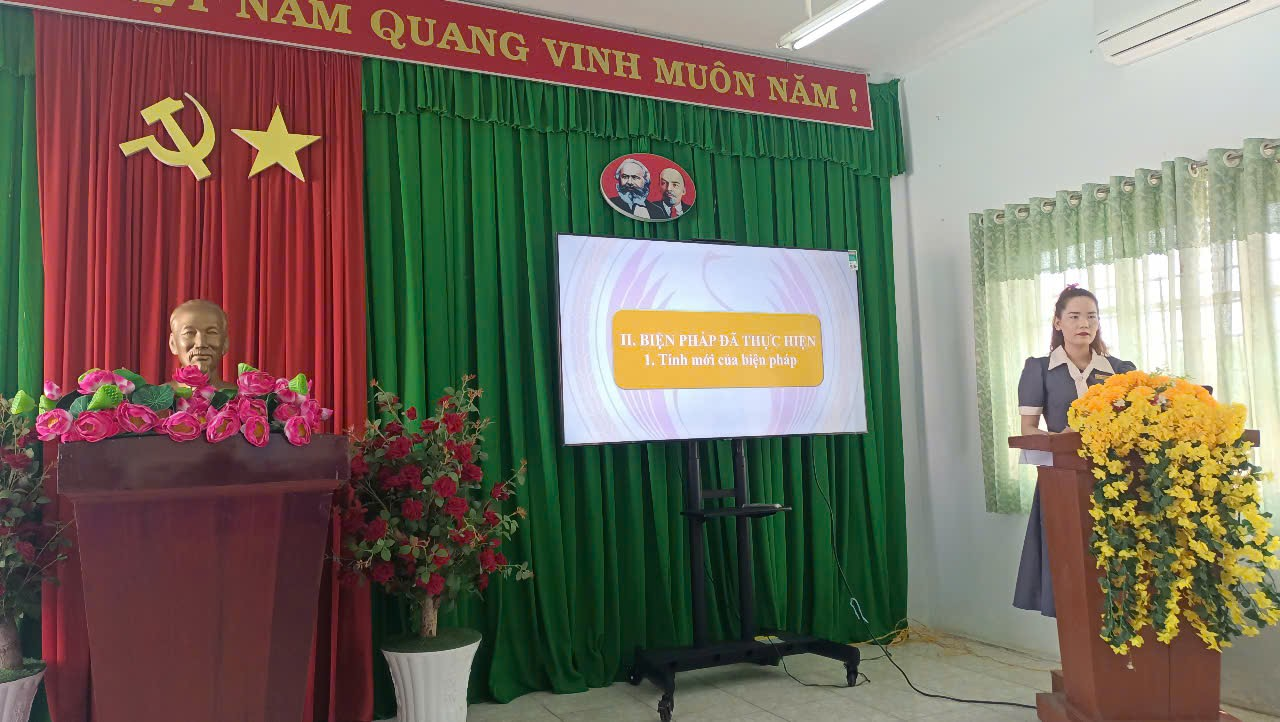 NAM QUANG VINH MUÔN NĂM !
II. BIỆN PHÁP ĐÃ THỰC HIỆN
1. Tính mới của biện pháp